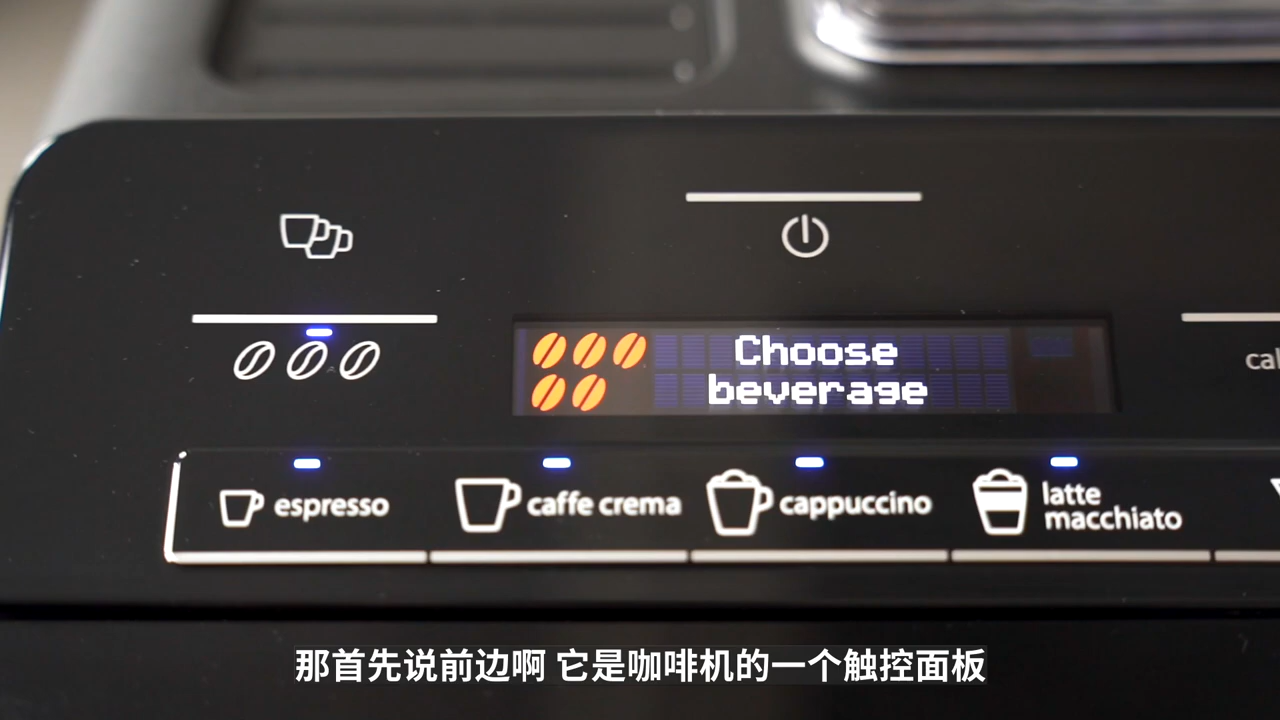 Choose
beverage
espresso
caffe crema
cappuccino
latte
macchiato
那首先说前边啊 它是咖啡机的一个触控面板